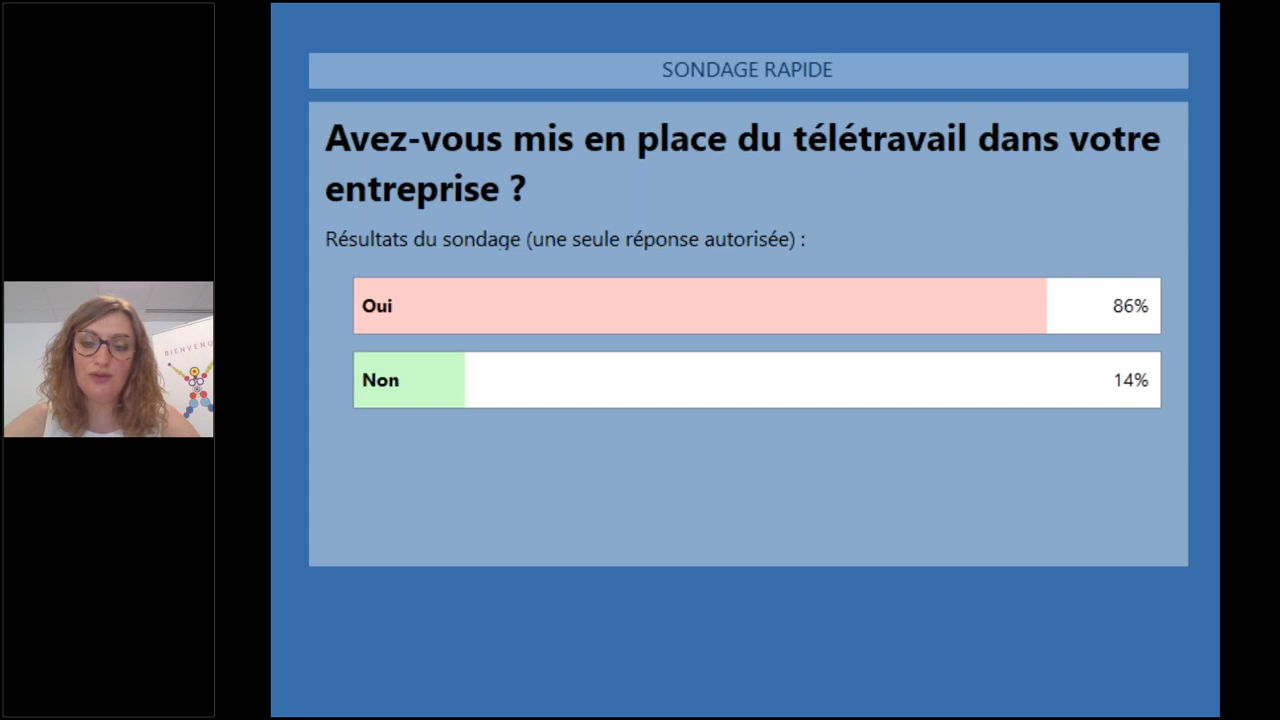 SONDAGE RAPIDE
Avez-vous mis en place du télétravail dans votre
entreprise ?
Résultats du sondage (une seule réponse autorisée) :
Oui 86%
Non 14%
BIENVENU